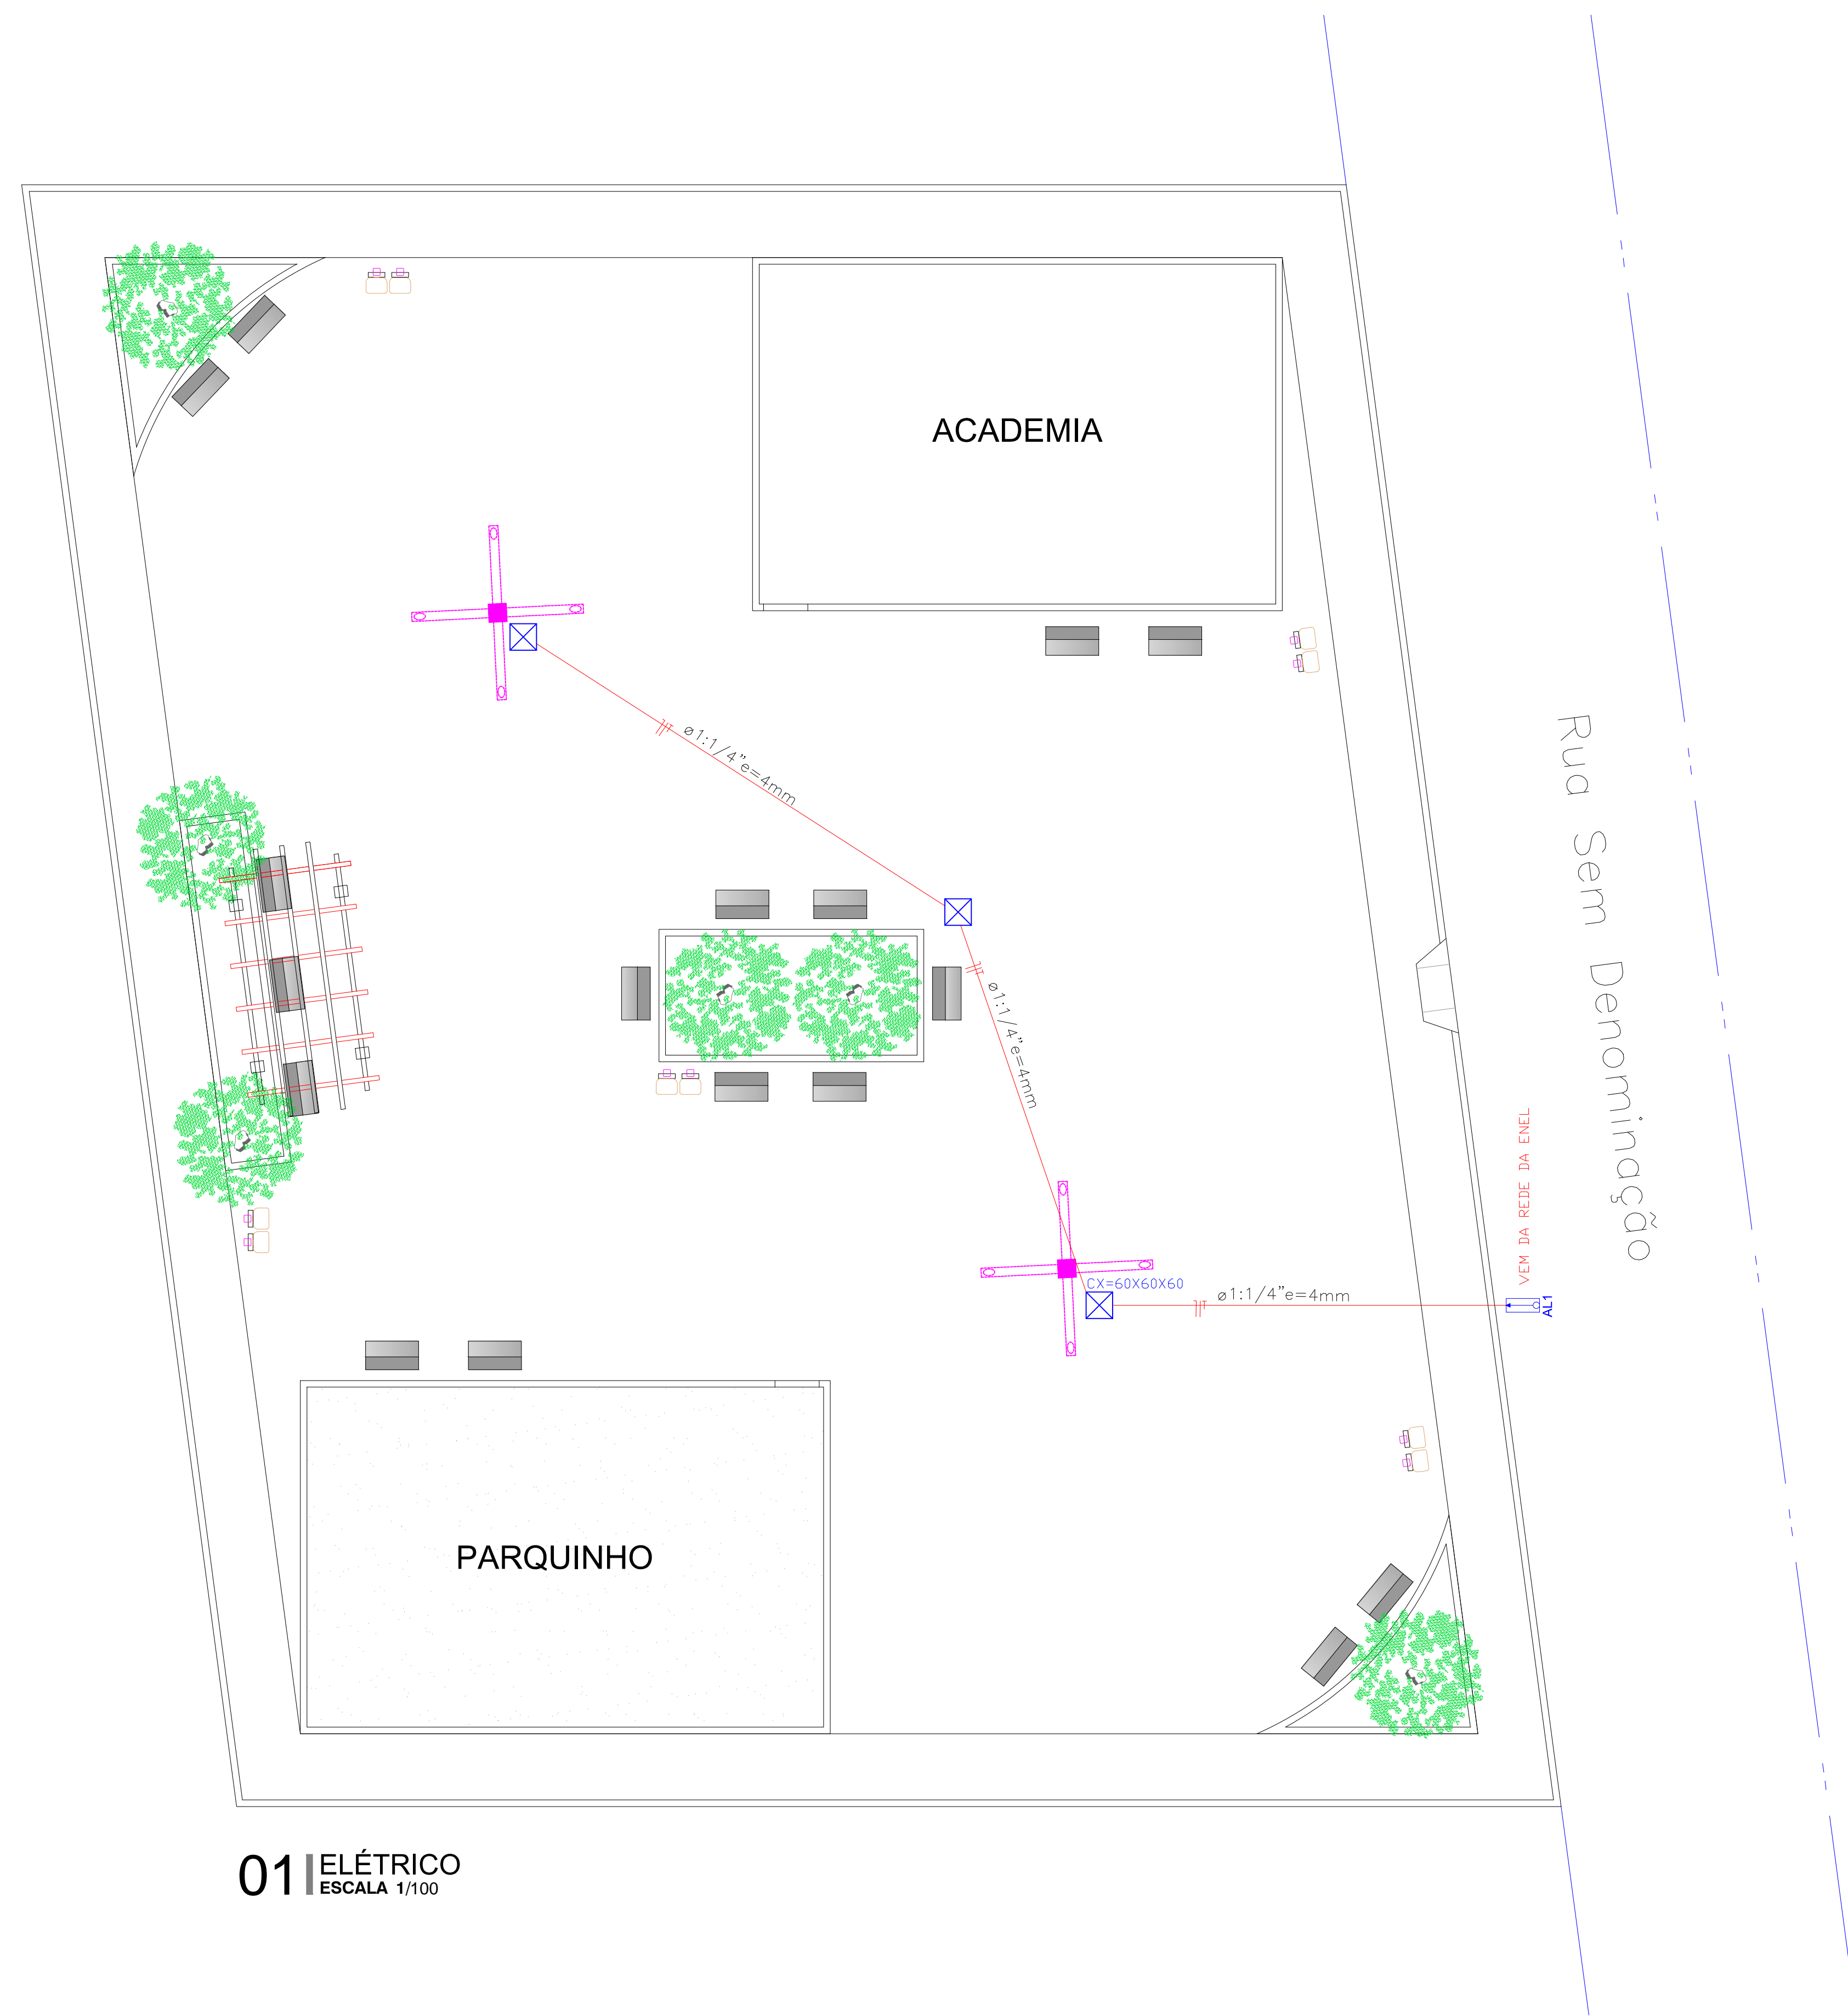 ACADEMIA
ø1:1/4"e=4mm
Rua Sem Denominação
ø1:1/4"e=4mm
VEM DA REDE DA ENEL
CX=60X60X60
ø1:1/4"e=4mm
AL1
PARQUINHO
01 ELÉTRICO
ESCALA 1/100